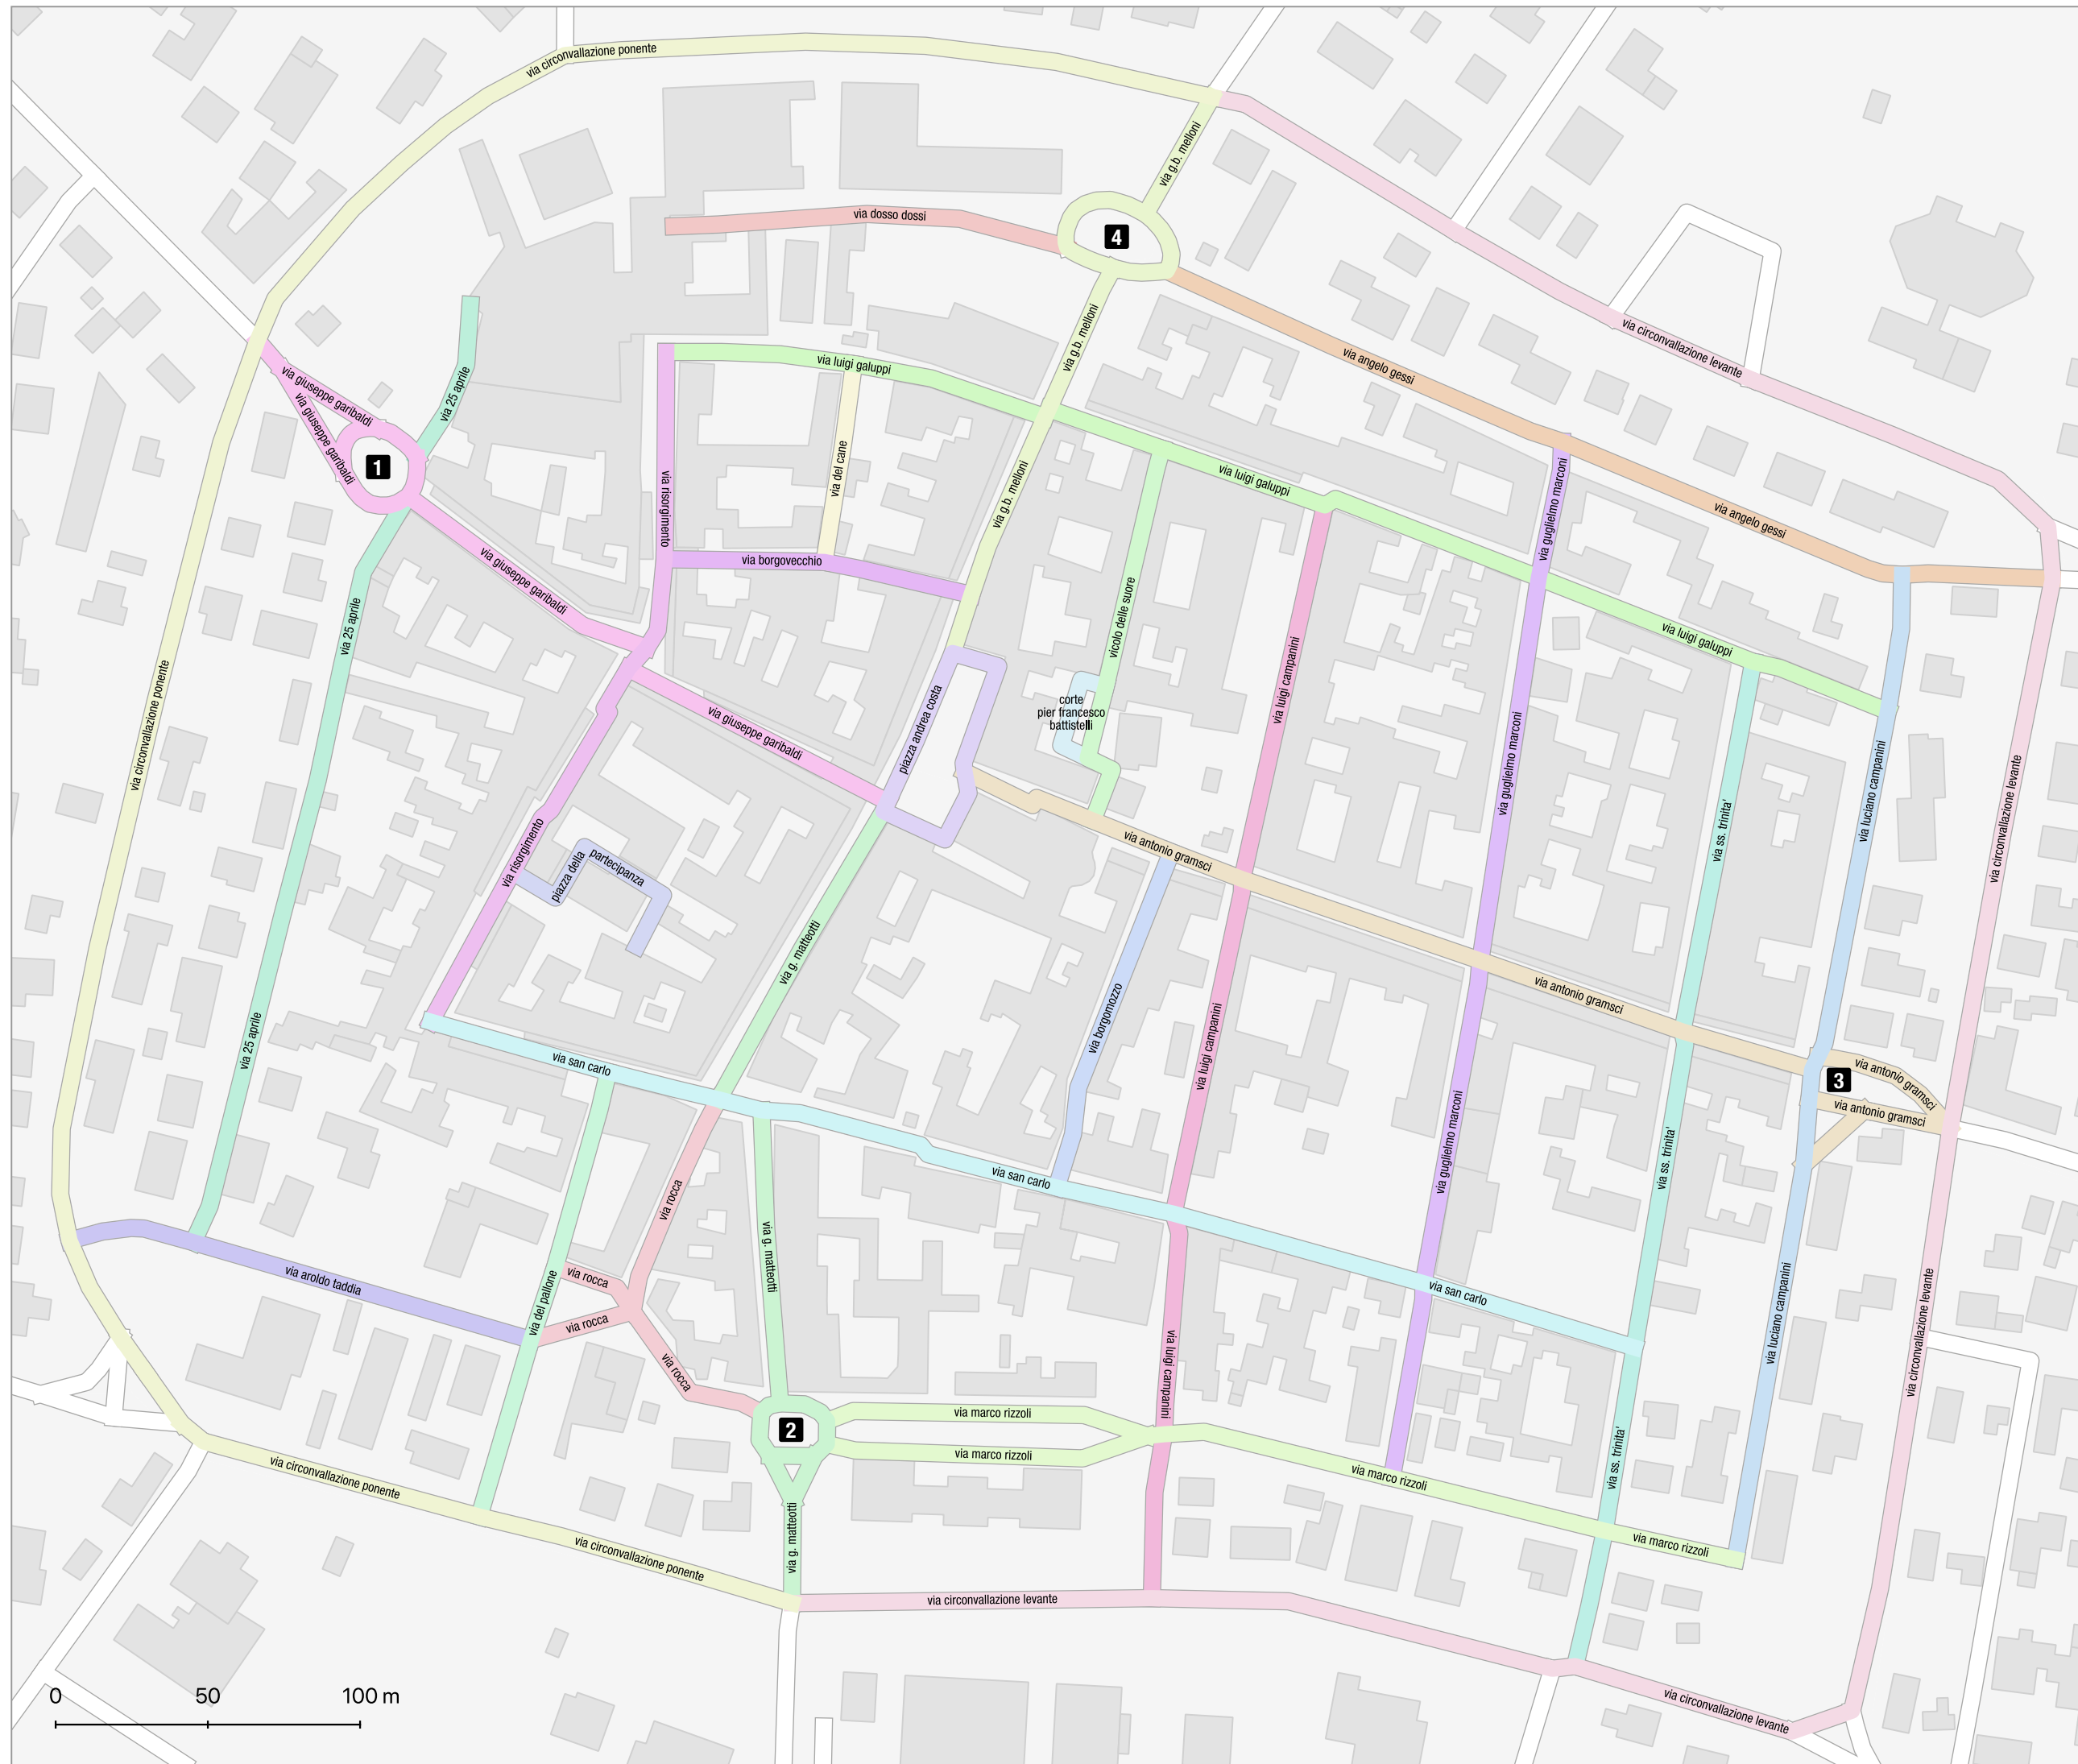 via circonvallazione ponente
via g.b. melloni
via dosso dossi
4
via circonvallazione levante
via angelo gessi
via g.b. melloni
via luigi galuppi
via giuseppe garibaldi
via giuseppe garibaldi
via 25 aprile
1
via risorgimento
via del cane
via g.b. melloni
via luigi galuppi
via guglielmo marconi
via angelo gessi
via borgovecchio
via giuseppe garibaldi
via 25 aprile
vicolo delle suore
via luigi campanini
via luigi galuppi
via circonvallazione ponente
via giuseppe garibaldi
piazza andrea costa
corte
pier francesco
battistelli
via guglielmo marconi
via ss. trinita'
via luciano campanini
via circonvallazione levante
via risorgimento
piazza della
partecipanza
via antonio gramsci
via g. matteotti
via antonio gramsci
via 25 aprile
via san carlo
via borgomozzo
via luigi campanini
via antonio gramsci
3
via antonio gramsci
via guglielmo marconi
via ss. trinita'
via san carlo
via rocca
via g. matteotti
via aroldo taddia
via rocca
via del pallone
via rocca
via san carlo
via luciano campanini
via circonvallazione levante
via rocca
via luigi campanini
2
via marco rizzoli
via marco rizzoli
via marco rizzoli
via ss. trinita'
via circonvallazione ponente
via g. matteotti
via circonvallazione ponente
via marco rizzoli
via circonvallazione levante
via circonvallazione levante
0 50 100 m